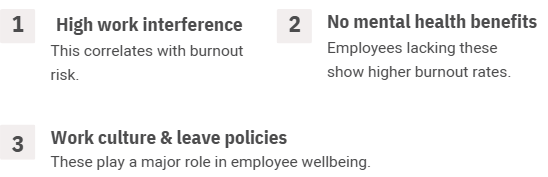 1
High work interference
This correlates with burnout
risk.
2
No mental health benefits
Employees lacking these
show higher burnout rates.
3
Work culture & leave policies
These play a major role in employee wellbeing.